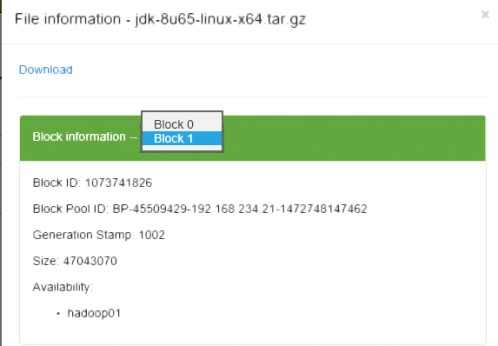 File information - jdk-8u65-linux-x64.tar.gz
×
Download
Block information --
Block 0
Block 1
Block ID: 1073741826
Block Pool ID: BP-45509429-192.168.234.21-1472748147462
Generation Stamp: 1002
Size: 47043070
Availability:
• hadoop01